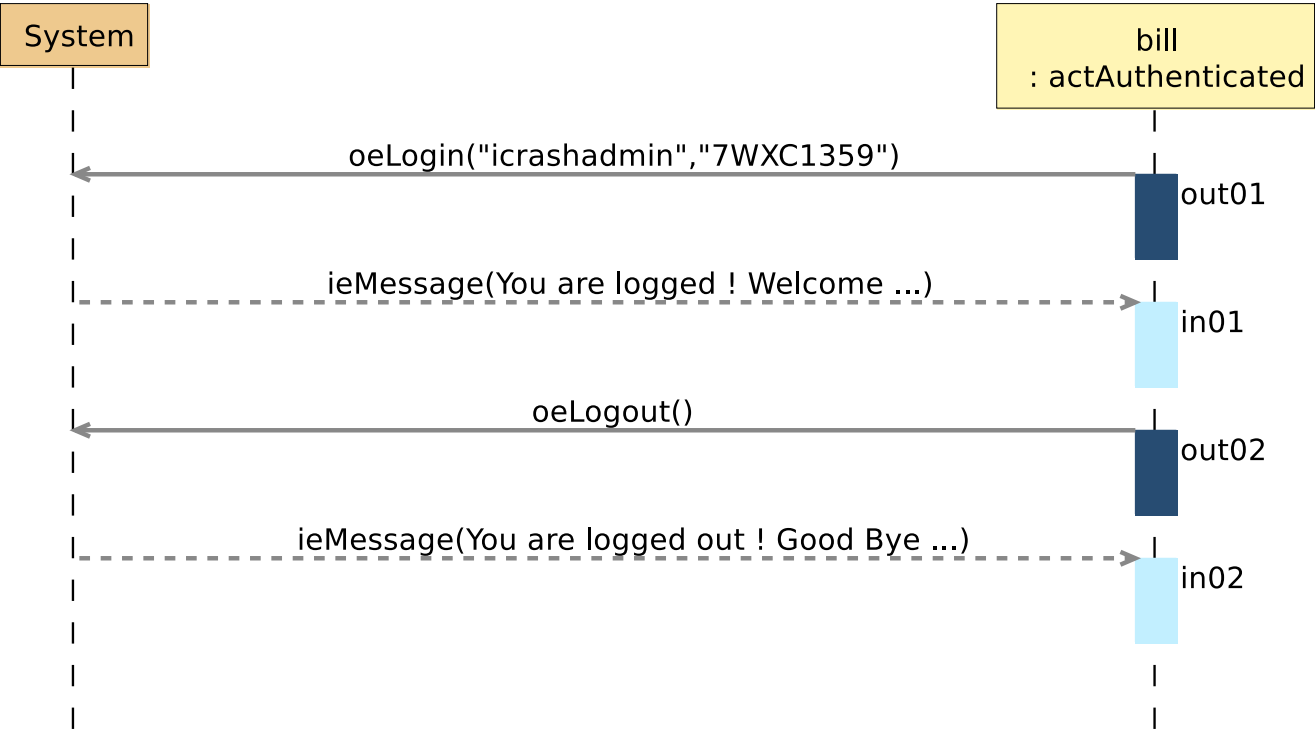 System
bill
: actAuthenticated
oeLogin("icrashadmin","7WXC1359")
out01
ieMessage(You are logged ! Welcome ...)
in01
oeLogout()
out02
ieMessage(You are logged out ! Good Bye ...)
in02